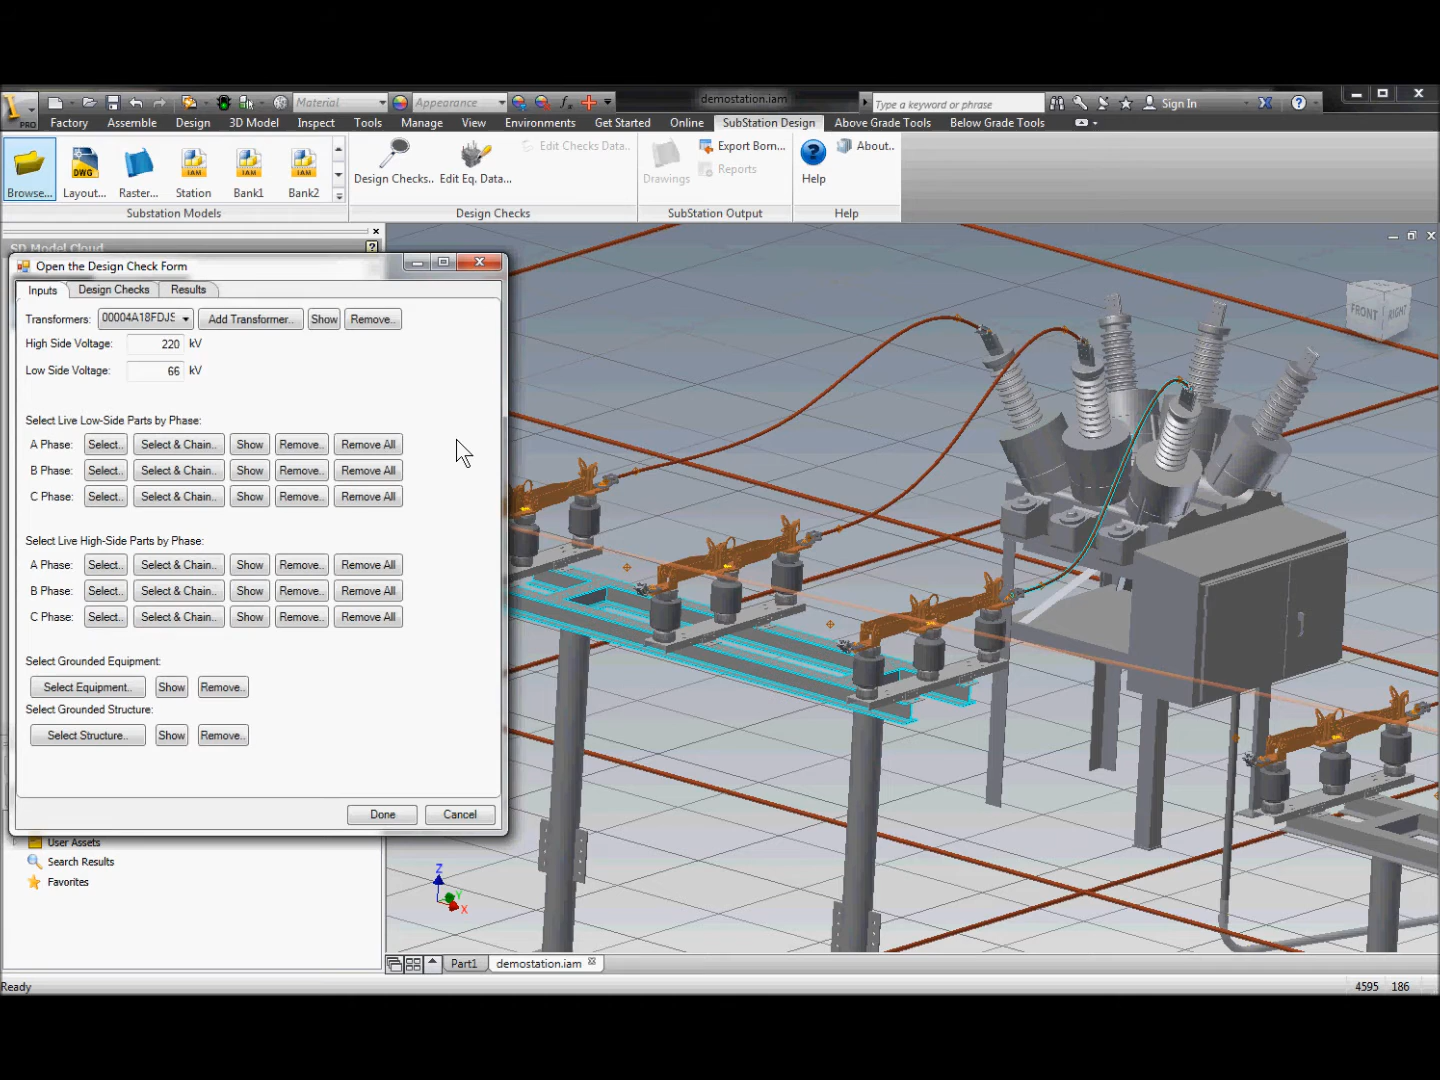 demostation.iam
Material
Appearance
Type a keyword or phrase
Sign In
PRO
Factory Assemble Design 3D Model Inspect Tools Manage View Environments Get Started Online SubStation Design Above Grade Tools Below Grade Tools
Browse... Layout... Raster... Station Bank1 Bank2
DWG IAM IAM IAM
Substation Models
Design Checks.. Edit Eq. Data...
Edit Checks Data..
Design Checks
Drawings
Export Bom...
Reports
SubStation Output
Help
About..
Help
SD Model Cloud
Open the Design Check Form
Inputs Design Checks Results
Transformers: 00004A18FDJS Add Transformer.. Show Remove..
High Side Voltage: 220 kV
Low Side Voltage: 66 kV
Select Live Low-Side Parts by Phase:
A Phase: Select.. Select & Chain.. Show Remove.. Remove All
B Phase: Select.. Select & Chain.. Show Remove.. Remove All
C Phase: Select.. Select & Chain.. Show Remove.. Remove All
Select Live High-Side Parts by Phase:
A Phase: Select.. Select & Chain.. Show Remove.. Remove All
B Phase: Select.. Select & Chain.. Show Remove.. Remove All
C Phase: Select.. Select & Chain.. Show Remove.. Remove All
Select Grounded Equipment:
Select Equipment.. Show Remove..
Select Grounded Structure:
Select Structure.. Show Remove..
Done Cancel
User Assets
Search Results
Favorites
FRONT RIGHT
Z
Y
X
Part1 demostation.iam
Ready 4595 186